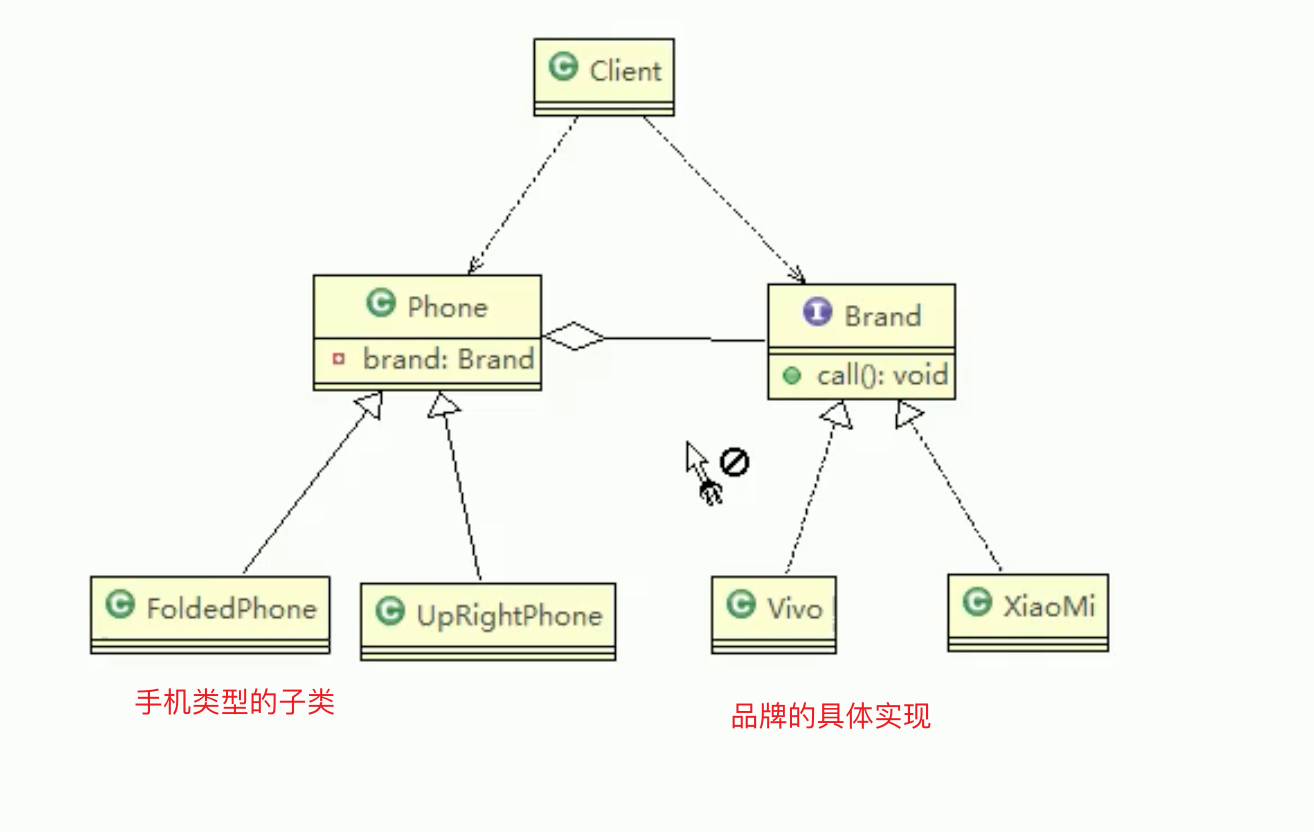 Client
Phone
brand: Brand
Brand
call(): void
FoldedPhone
UpRightPhone
Vivo
XiaoMi
手机类型的子类
品牌的具体实现